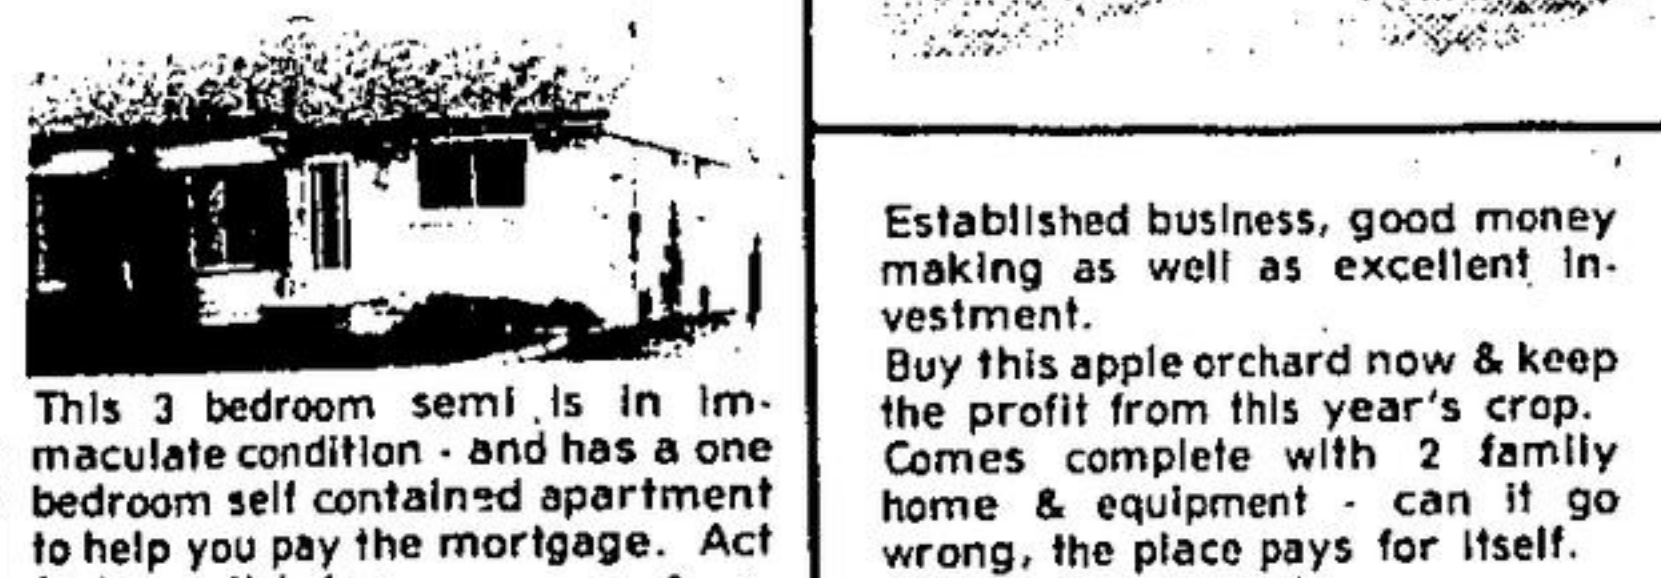 This 3 bedroom semi is in im-
maculate condition - and has a one
bedroom self contained apartment
to help you pay the mortgage. Act
Established business, good money
making as well as excellent in-
vestment.
Buy this apple orchard now & keep
the profit from this year's crop.
Comes complete with 2 family
home & equipment - can it go
wrong, the place pays for itself.